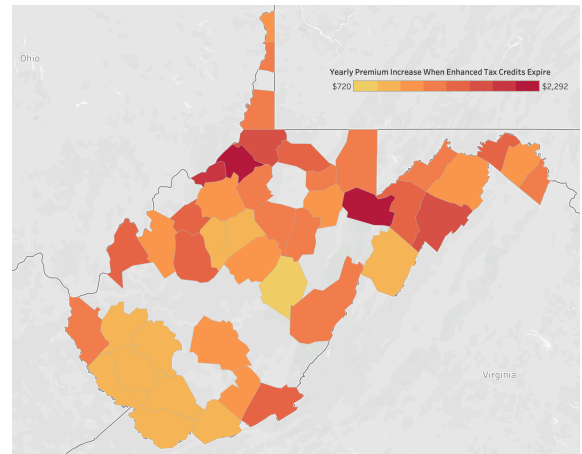 Ohio
Yearly Premium Increase When Enhanced Tax Credits Expire
$720 $2,292
Virginia